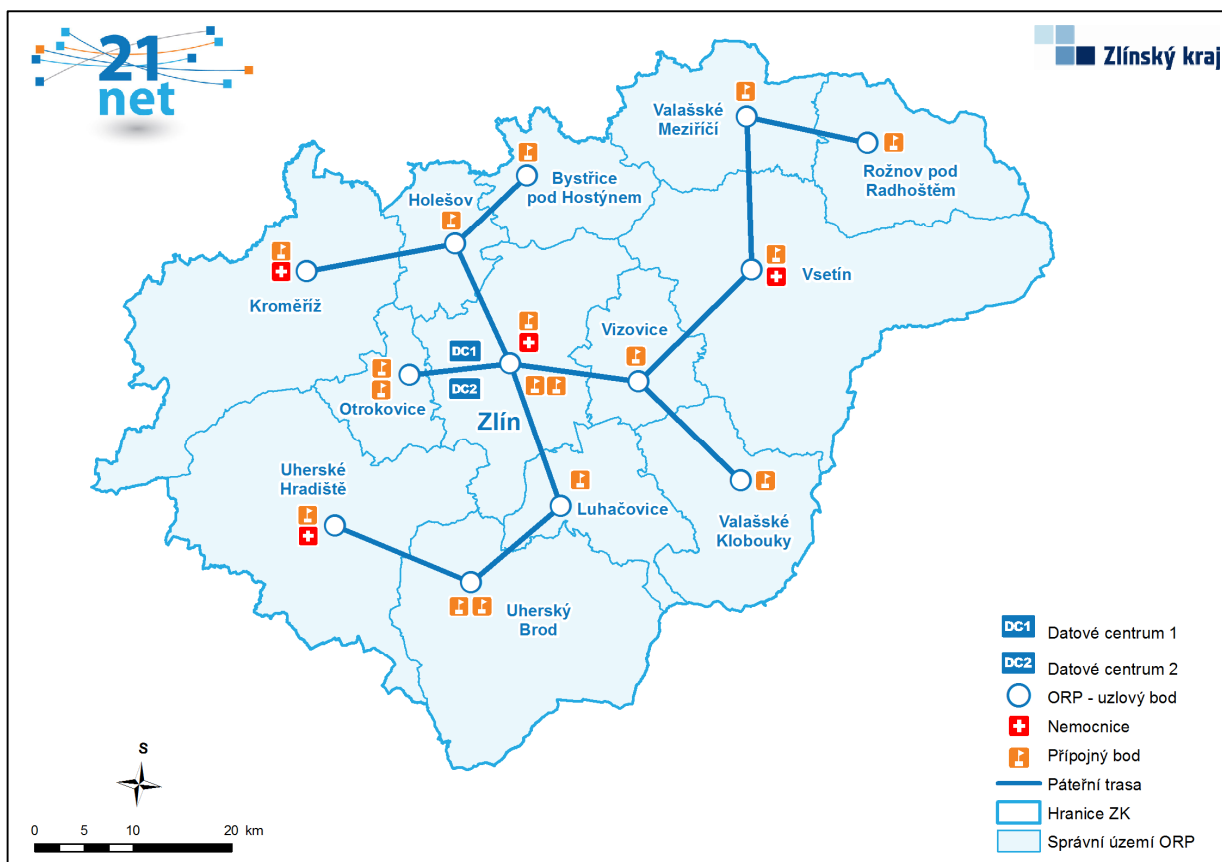 21
net
Zlínský kraj
Valašské
Meziříčí
Rožnov pod
Radhoštěm
Bystřice
pod Hostýnem
Holešov
Kroměříž
Vsetín
Vizovice
DC1
DC2
Otrokovice
Zlín
Uherské
Hradiště
Luhačovice
Valašské
Klobouky
Uherský
Brod
DC1 Datové centrum 1
DC2 Datové centrum 2
ORP - uzlový bod
Nemocnice
Přípojný bod
Páteřní trasa
Hranice ZK
Správní území ORP
S
0 5 10 20 km